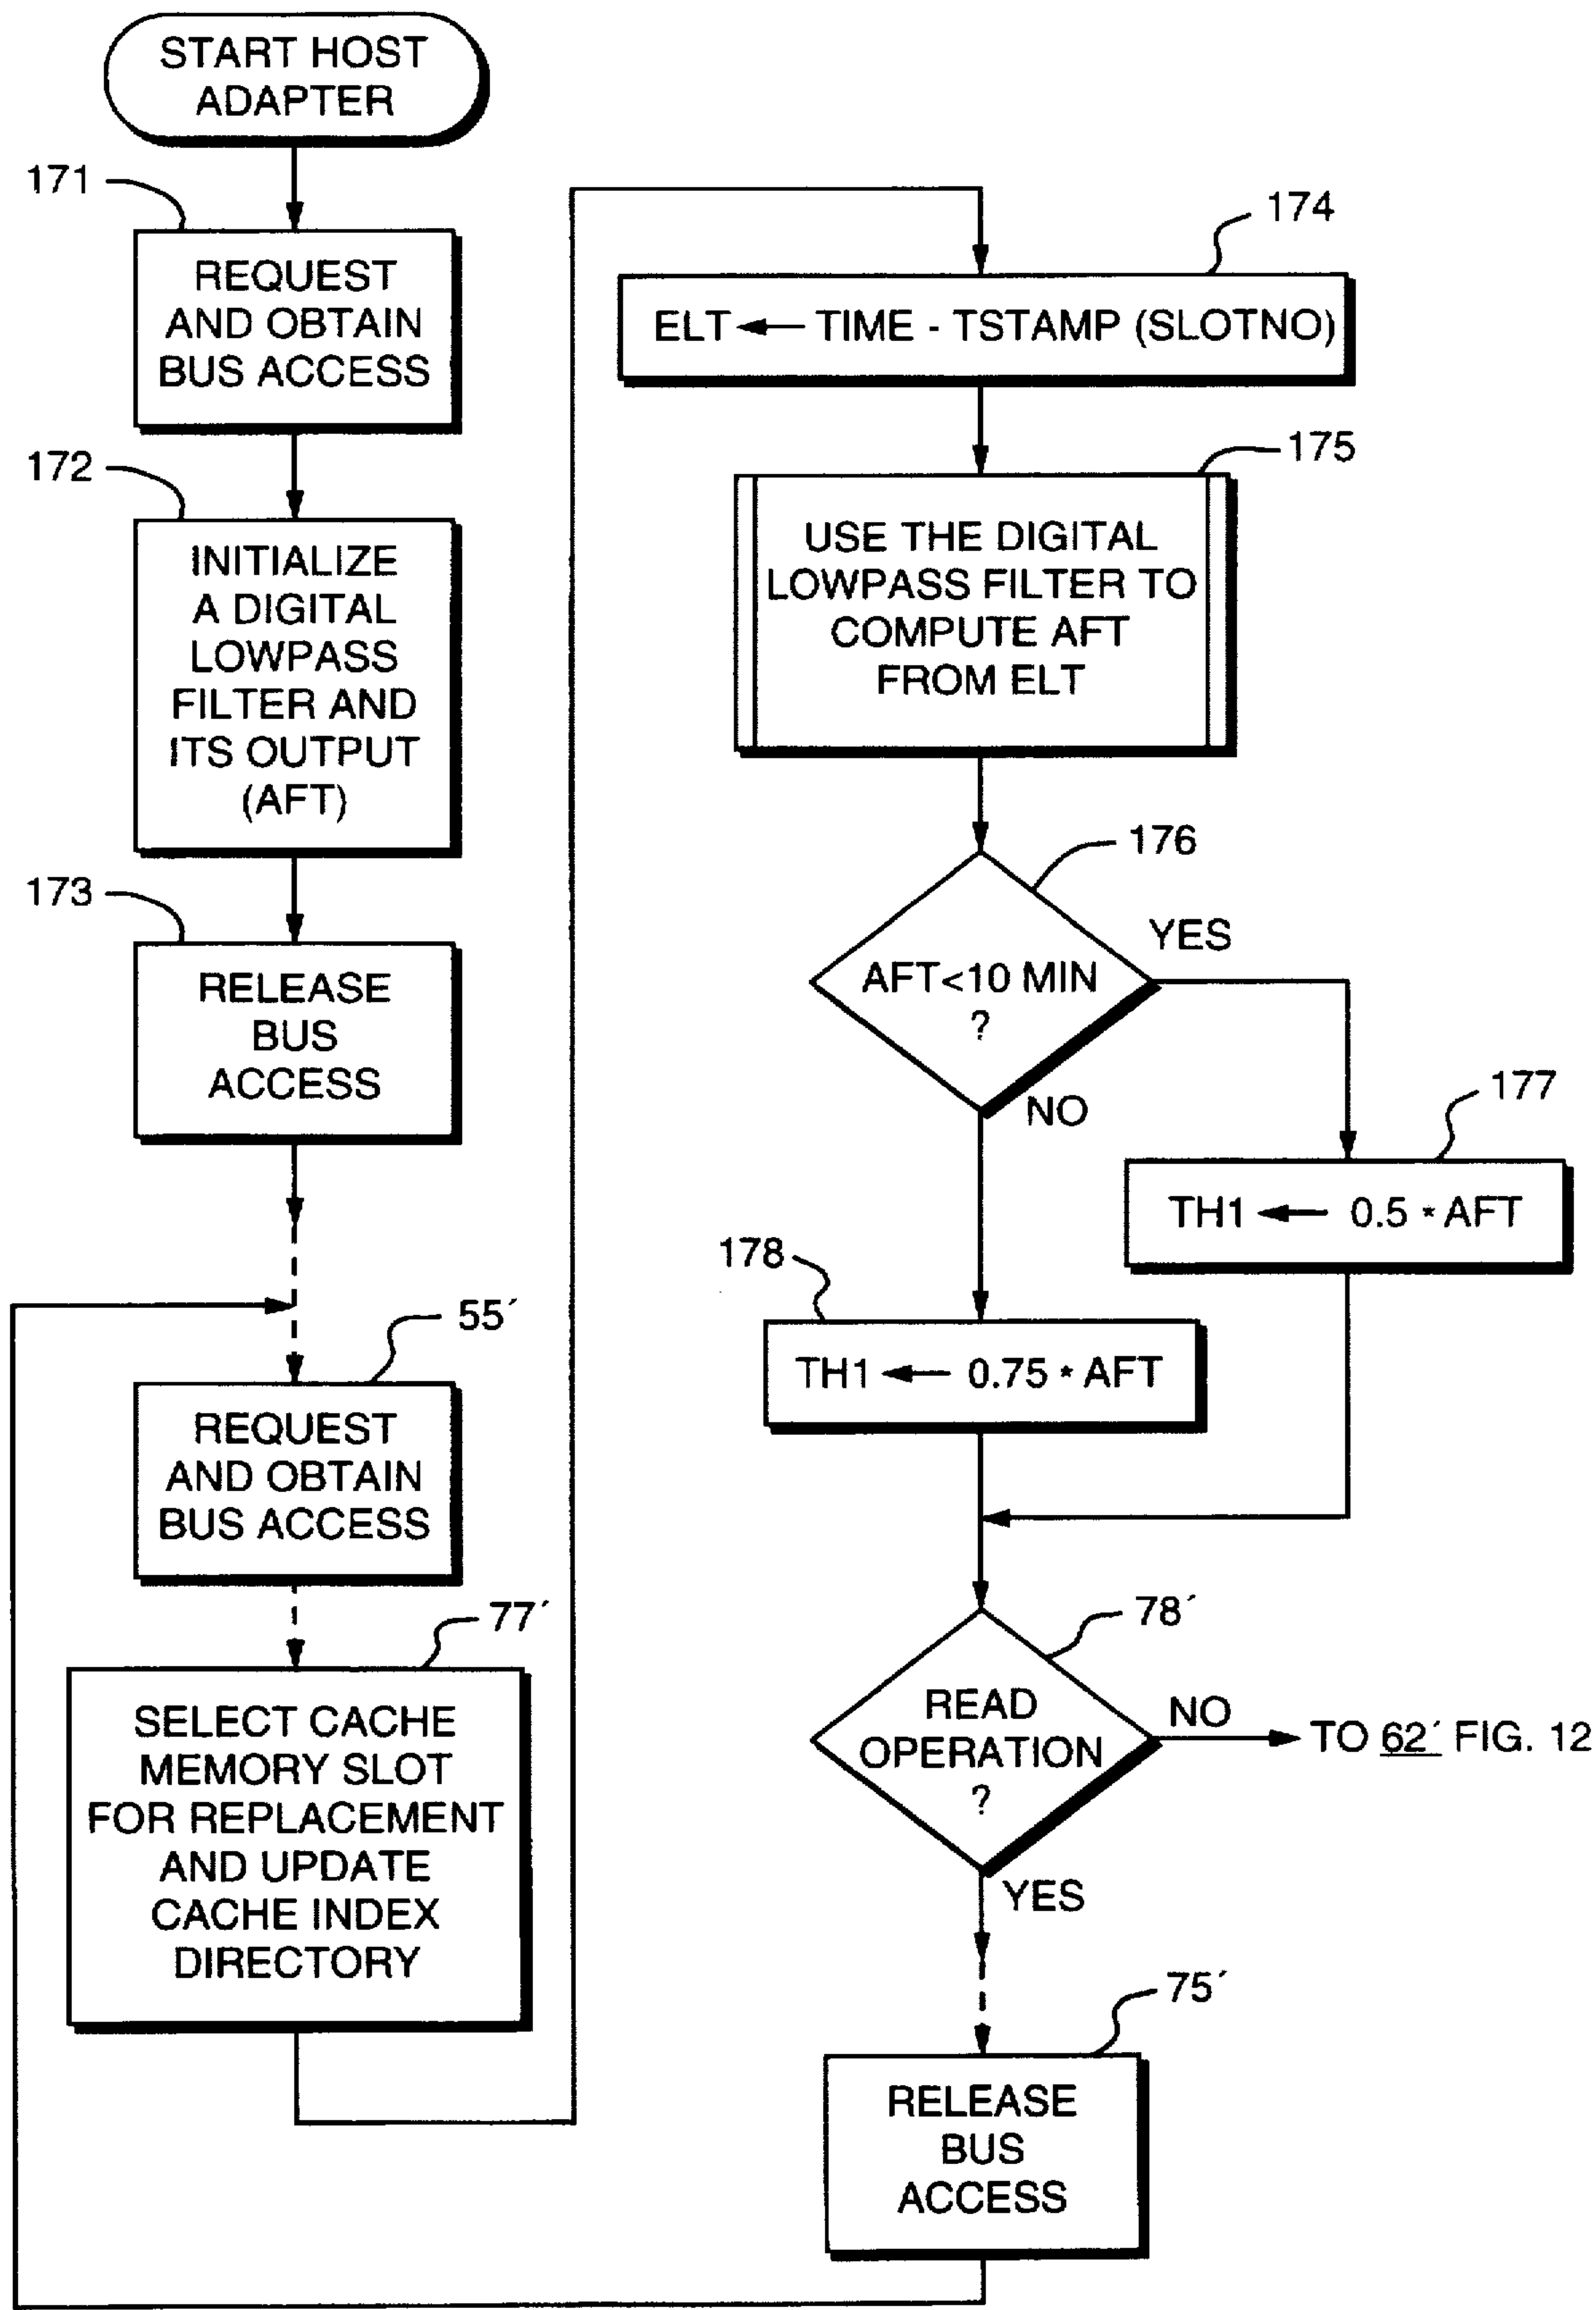 START HOST
ADAPTER
171
REQUEST
AND OBTAIN
BUS ACCESS
172
INITIALIZE
A DIGITAL
LOWPASS
FILTER AND
ITS OUTPUT
(AFT)
173
RELEASE
BUS
ACCESS
55´
REQUEST
AND OBTAIN
BUS ACCESS
77´
SELECT CACHE
MEMORY SLOT
FOR REPLACEMENT
AND UPDATE
CACHE INDEX
DIRECTORY
174
ELT ← TIME - TSTAMP (SLOTNO)
175
USE THE DIGITAL
LOWPASS FILTER TO
COMPUTE AFT
FROM ELT
176
AFT<10 MIN
?
YES
NO
177
TH1 ← 0.5 * AFT
178
TH1 ← 0.75 * AFT
78´
READ
OPERATION
?
NO
TO 62´ FIG. 12
YES
75´
RELEASE
BUS
ACCESS